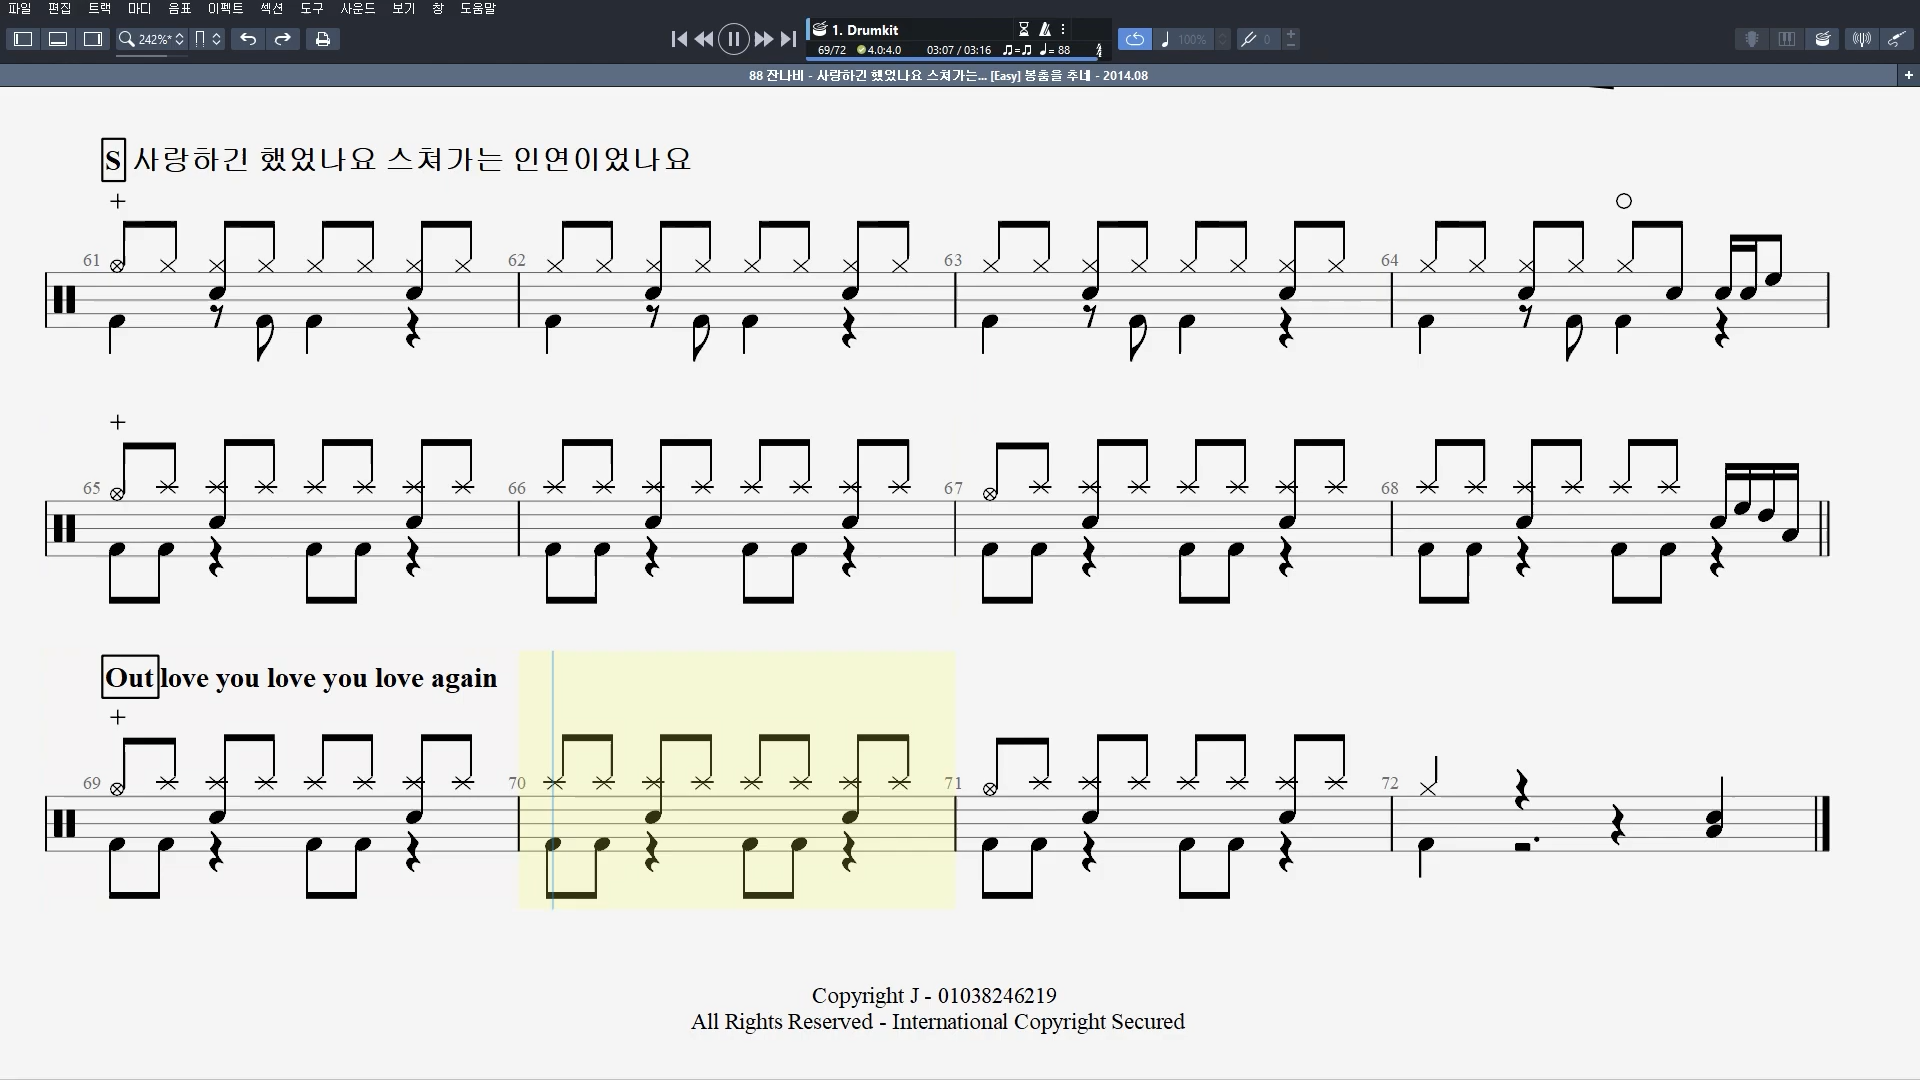 파일 편집 트랙 마디 음표 이펙트 섹션 도구 사운드 보기 창 도움말
242%*
1. Drumkit
100%
0
69/72 4.0:4.0 03:07 / 03:16 ♫=♫ ♩= 88
88 잔나비 - 사랑하긴 했었나요 스쳐가는... [Easy] 봉춤을 추네 - 2014.08
S 사랑하긴 했었나요 스쳐가는 인연이었나요
61 62 63 64
65 66 67 68
Out love you love you love again
69 70 71 72
Copyright J - 01038246219
All Rights Reserved - International Copyright Secured